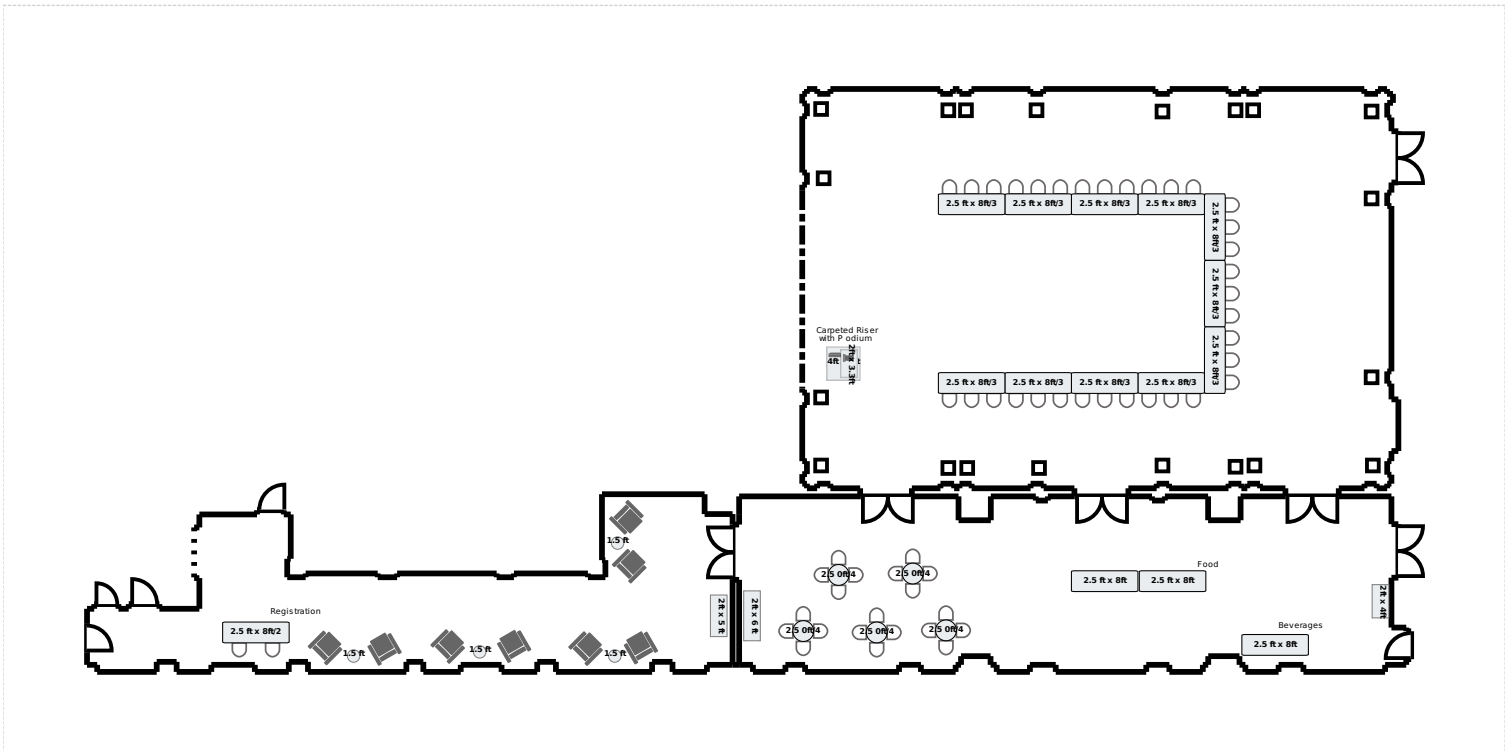 2.5 ft x 8ft/3 2.5 ft x 8ft/3 2.5 ft x 8ft/3 2.5 ft x 8ft/3
2.5 ft x 8ft/3
2.5 ft x 8ft/3
2.5 ft x 8ft/3
Carpeted Riser
with P odium
4ft
2ft x 3.3ft
2.5 ft x 8ft/3 2.5 ft x 8ft/3 2.5 ft x 8ft/3 2.5 ft x 8ft/3
1.5 ft
Registration
2.5 ft x 8ft/2
1.5 ft
1.5 ft
1.5 ft
2ft x 5 ft
2ft x 6 ft
2.5 0ft/4 2.5 0ft/4
2.5 0ft/4 2.5 0ft/4 2.5 0ft/4
Food
2.5 ft x 8ft 2.5 ft x 8ft
2ft x 4ft
Beverages
2.5 ft x 8ft